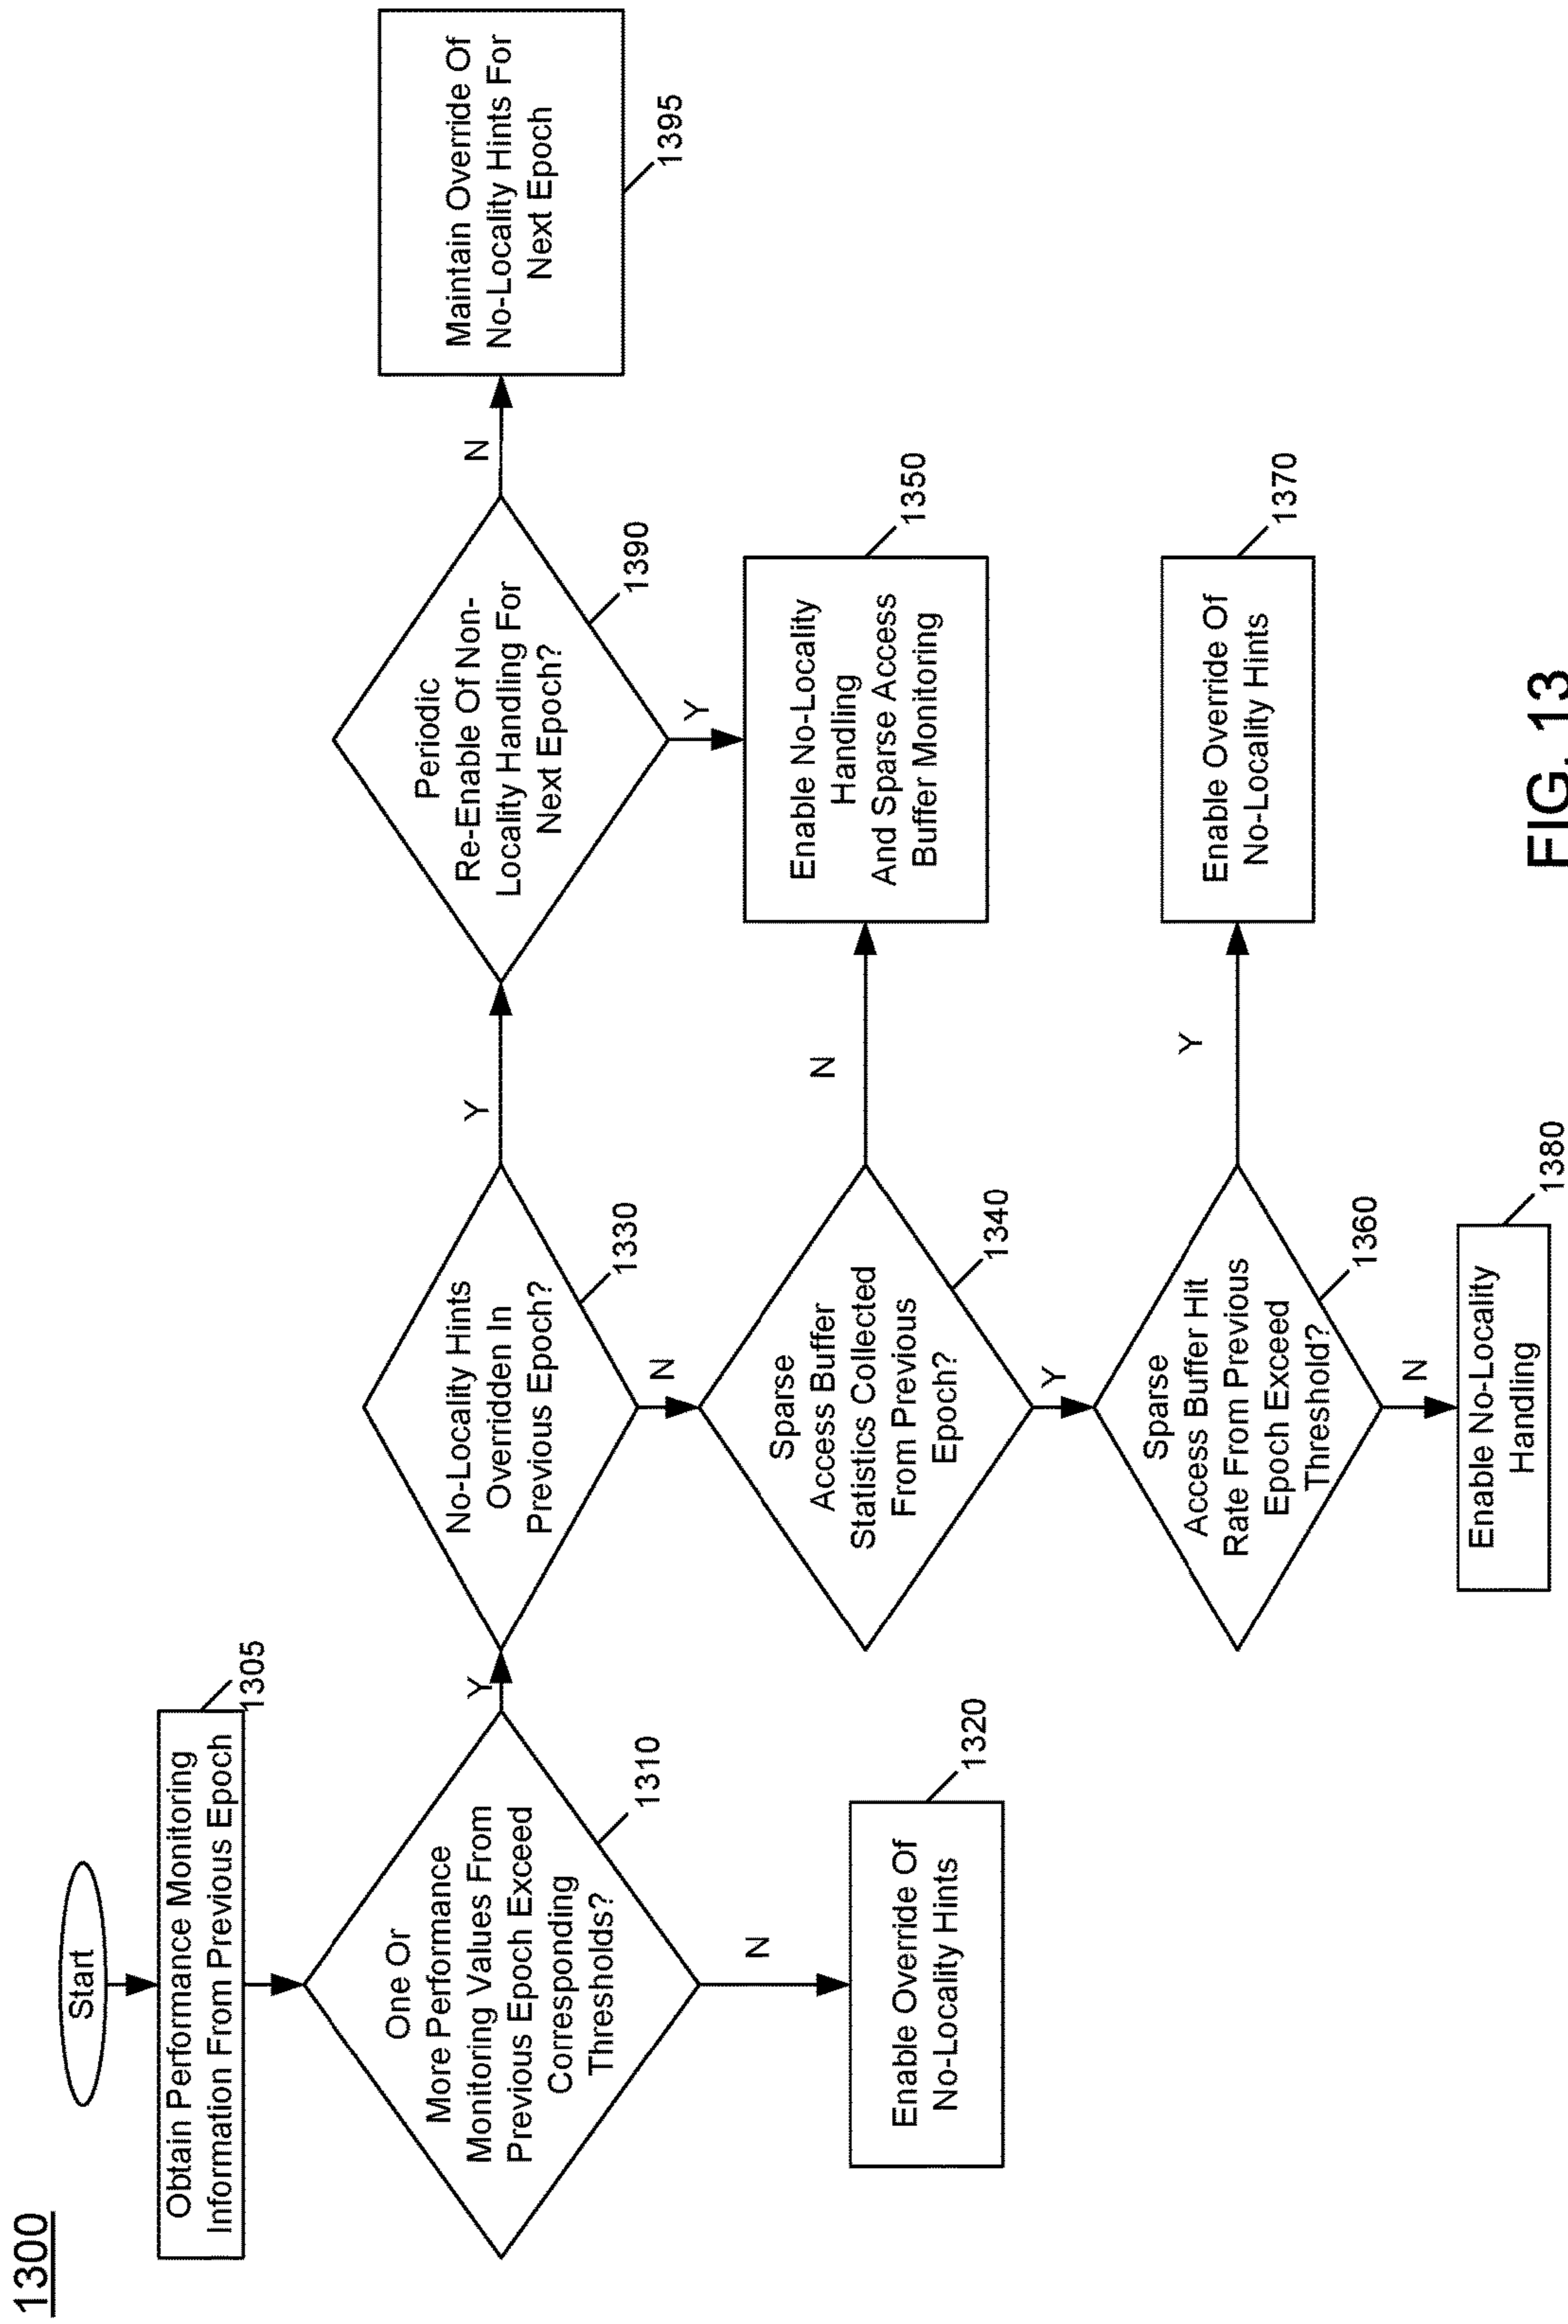 1300
Start
Obtain Performance Monitoring
Information From Previous Epoch
1305
One Or
More Performance
Monitoring Values From
Previous Epoch Exceed
Corresponding
Thresholds?
1310
Y
N
Enable Override Of
No-Locality Hints
1320
No-Locality Hints
Overridden In
Previous Epoch?
1330
Y
N
Periodic
Re-Enable Of Non-
Locality Handling For
Next Epoch?
1390
N
Y
Maintain Override Of
No-Locality Hints For
Next Epoch
1395
Sparse
Access Buffer
Statistics Collected
From Previous
Epoch?
1340
N
Y
Enable No-Locality
Handling
And Sparse Access
Buffer Monitoring
1350
Sparse
Access Buffer Hit
Rate From Previous
Epoch Exceed
Threshold?
1360
Y
N
Enable Override Of
No-Locality Hints
1370
Enable No-Locality
Handling
1380
FIG. 13